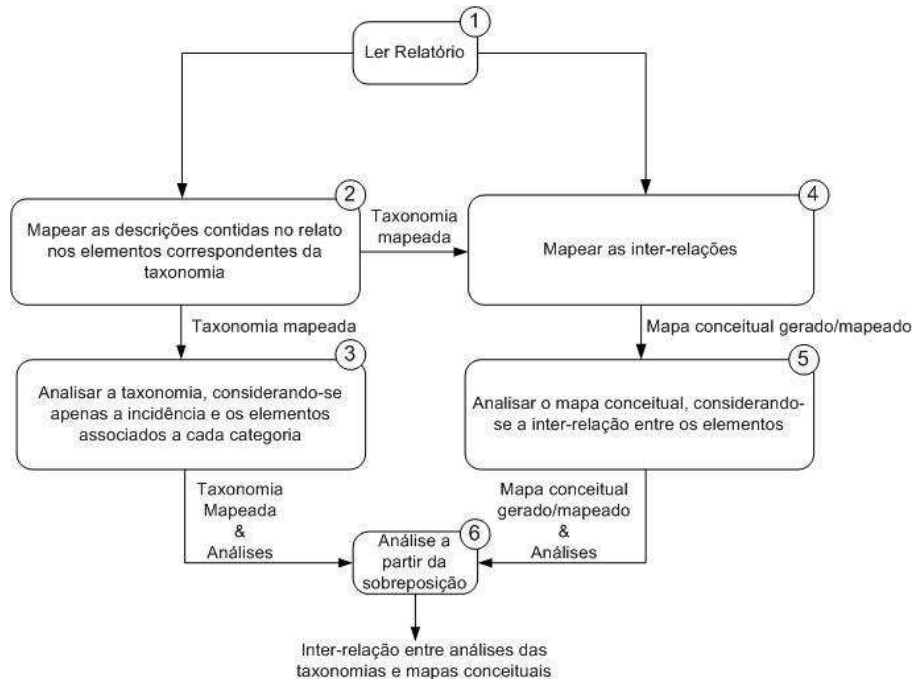 1
Ler Relatório
2
Mapear as descrições contidas no relato
nos elementos correspondentes da
taxonomia
Taxonomia
mapeada
4
Mapear as inter-relações
Taxonomia mapeada
Mapa conceitual gerado/mapeado
3
Analisar a taxonomia, considerando-se
apenas a incidência e os elementos
associados a cada categoria
5
Analisar o mapa conceitual, considerando-
se a inter-relação entre os elementos
Taxonomia
Mapeada
&
Análises
Mapa conceitual
gerado/mapeado
&
Análises
6
Análise a
partir da
sobreposição
Inter-relação entre análises das
taxonomias e mapas conceituais